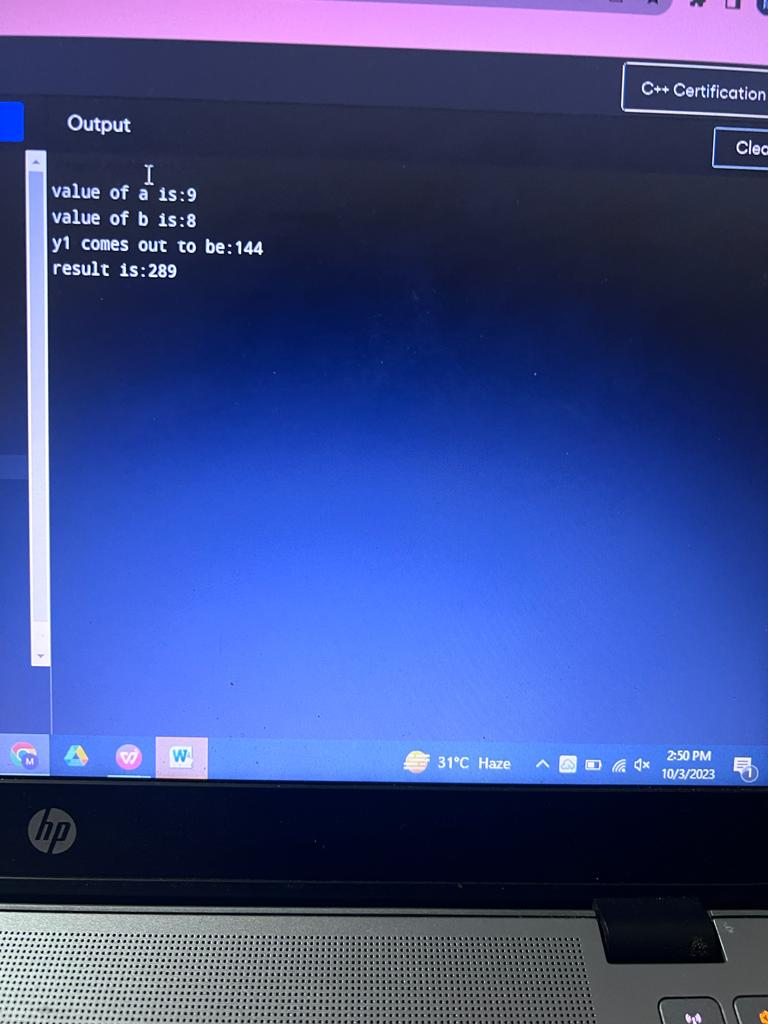 C++ Certification
Output
value of a is:9
value of b is:8
y1 comes out to be:144
result is:289
31°C Haze
2:50 PM
10/3/2023
1
hp